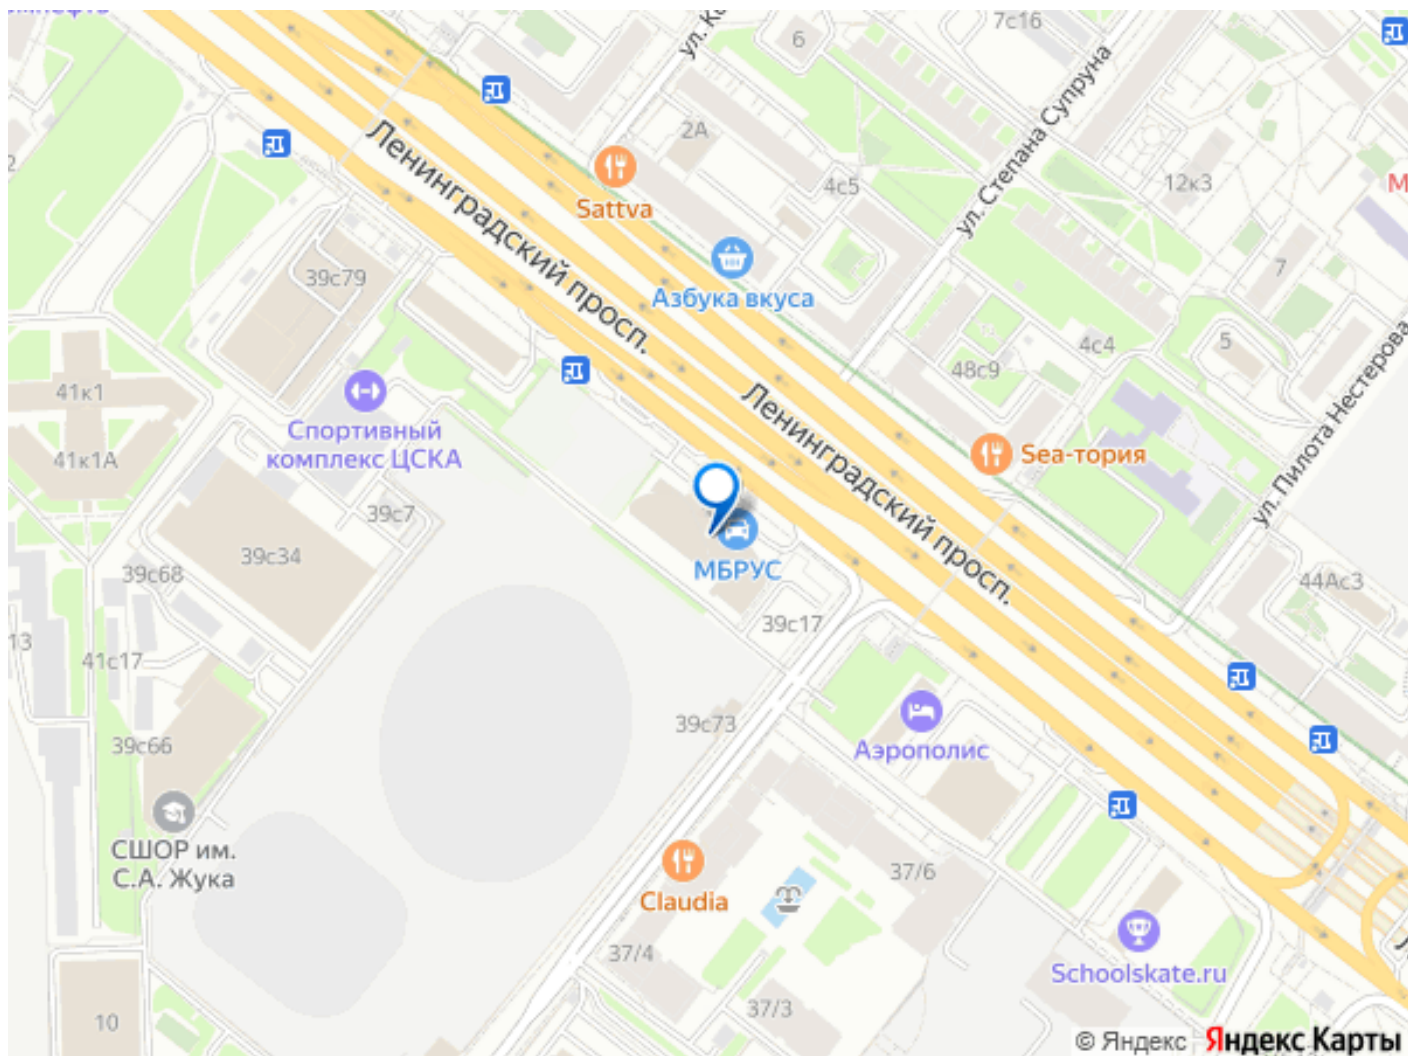 ул. Ко
6
7с16
ул. Степана Супруна
2А
4с5
12к3
М
Sattva
Ленинградский просп.
39с79
Азбука вкуса
7
4с4
5
48с9
ул. Пилота Нестерова
41к1
41к1А
Спортивный
комплекс ЦСКА
Ленинградский просп.
Sea-тория
39с7
39с34
39с68
МБРУС
44Ас3
39с17
13
41с17
39с73
39с66
Аэрополис
СШОР им.
С.А. Жука
Claudia
37/6
37/4
Schoolskate.ru
37/3
10
© Яндекс Яндекс Карты